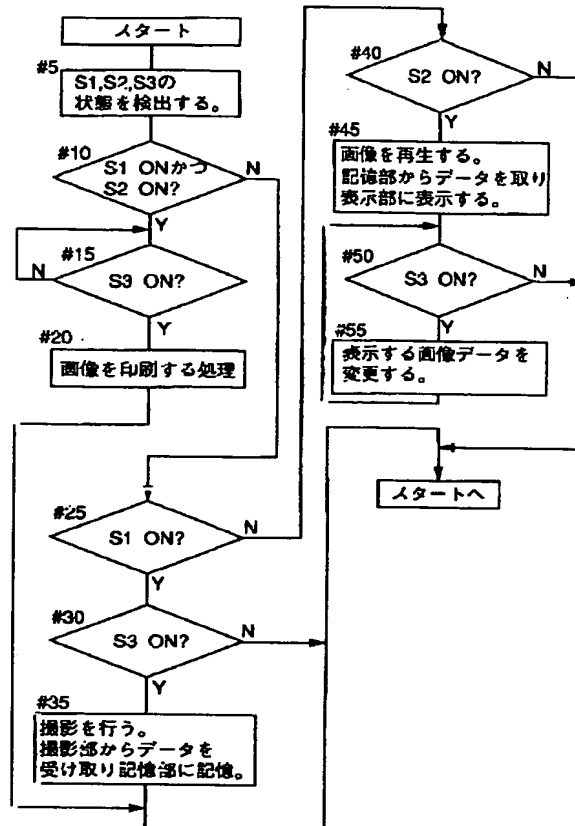 スタート
#5
S1,S2,S3の
状態を検出する。
#10
S1 ONかつ
S2 ON?
N
Y
#15
S3 ON?
N
Y
#20
画像を印刷する処理
#25
S1 ON?
N
Y
#30
S3 ON?
N
Y
#35
撮影を行う。
撮影部からデータを
受け取り記憶部に記憶。
#40
S2 ON?
N
Y
#45
画像を再生する。
記憶部からデータを取り
表示部に表示する。
#50
S3 ON?
N
Y
#55
表示する画像データを
変更する。
スタートへ